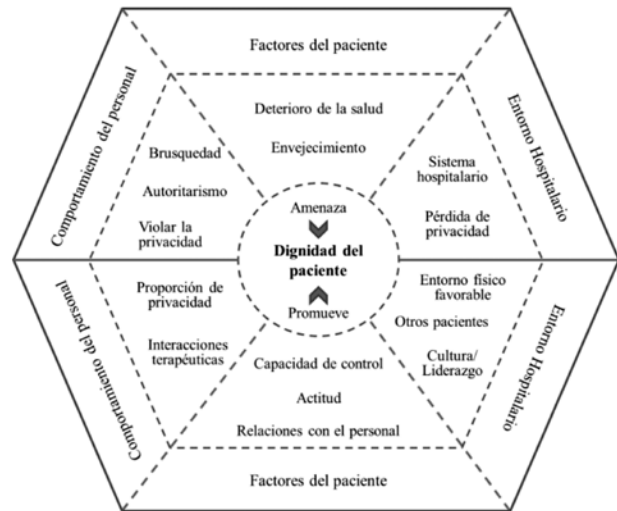 Factores del paciente
Comportamiento del personal
Entorno Hospitalario
Deterioro de la salud
Envejecimiento
Brusquedad
Autoritarismo
Violar la
privacidad
Sistema
hospitalario
Pérdida de
privacidad
Amenaza
Dignidad del
paciente
Promueve
Proporción de
privacidad
Interacciones
terapéuticas
Entorno físico
favorable
Otros pacientes
Cultura/
Liderazgo
Capacidad de control
Actitud
Relaciones con el personal
Comportamiento del personal
Entorno Hospitalario
Factores del paciente